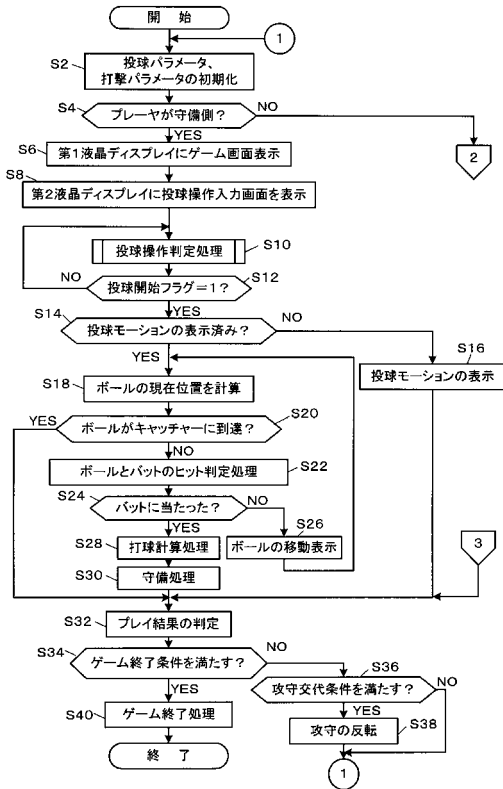 開 始
1
S2
投球パラメータ、
打撃パラメータの初期化
S4
プレーヤが守備側？
NO
YES
2
S6
第1液晶ディスプレイにゲーム画面表示
S8
第2液晶ディスプレイに投球操作入力画面を表示
投球操作判定処理
S10
NO
投球開始フラグ＝1？
S12
YES
S14
投球モーションの表示済み？
NO
S16
YES
投球モーションの表示
S18
ボールの現在位置を計算
YES
ボールがキャッチャーに到達？
S20
NO
ボールとバットのヒット判定処理
S22
S24
バットに当たった？
NO
S26
YES
ボールの移動表示
3
S28
打球計算処理
S30
守備処理
S32
プレイ結果の判定
S34
ゲーム終了条件を満たす？
NO
S36
YES
攻守交代条件を満たす？
NO
S40
ゲーム終了処理
YES
攻守の反転
S38
終 了
1